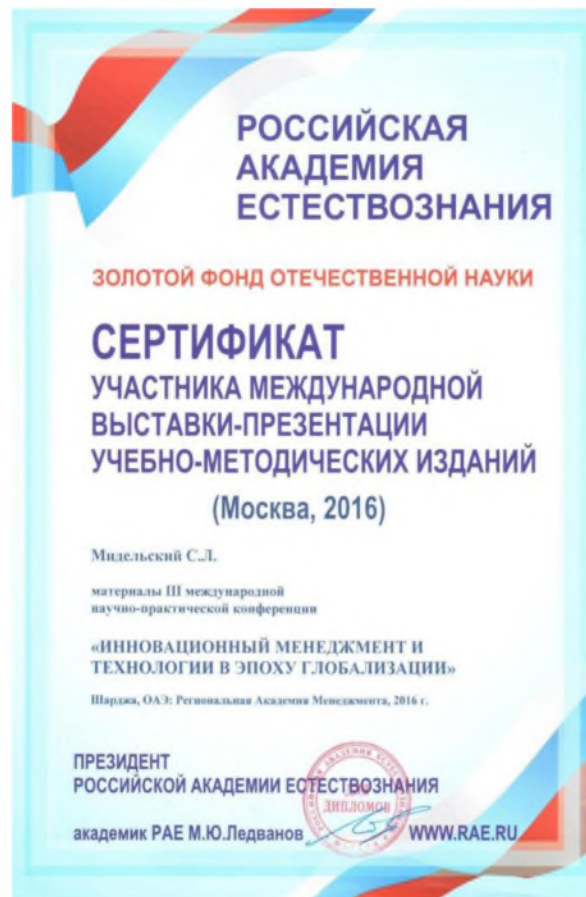 РОССИЙСКАЯ
АКАДЕМИЯ
ЕСТЕСТВОЗНАНИЯ
ЗОЛОТОЙ ФОНД ОТЕЧЕСТВЕННОЙ НАУКИ
СЕРТИФИКАТ
УЧАСТНИКА МЕЖДУНАРОДНОЙ
ВЫСТАВКИ-ПРЕЗЕНТАЦИИ
УЧЕБНО-МЕТОДИЧЕСКИХ ИЗДАНИЙ
(Москва, 2016)
Мидельский С.Л.
материалы III международной
научно-практической конференции
«ИННОВАЦИОННЫЙ МЕНЕДЖМЕНТ И
ТЕХНОЛОГИИ В ЭПОХУ ГЛОБАЛИЗАЦИИ»
Шарджа, ОАЭ: Региональная Академия Менеджмента, 2016 г.
ПРЕЗИДЕНТ
РОССИЙСКОЙ АКАДЕМИИ ЕСТЕСТВОЗНАНИЯ
ДЛЯ
ДИПЛОМОВ
академик РАЕ М.Ю.Ледванов
WWW.RAE.RU